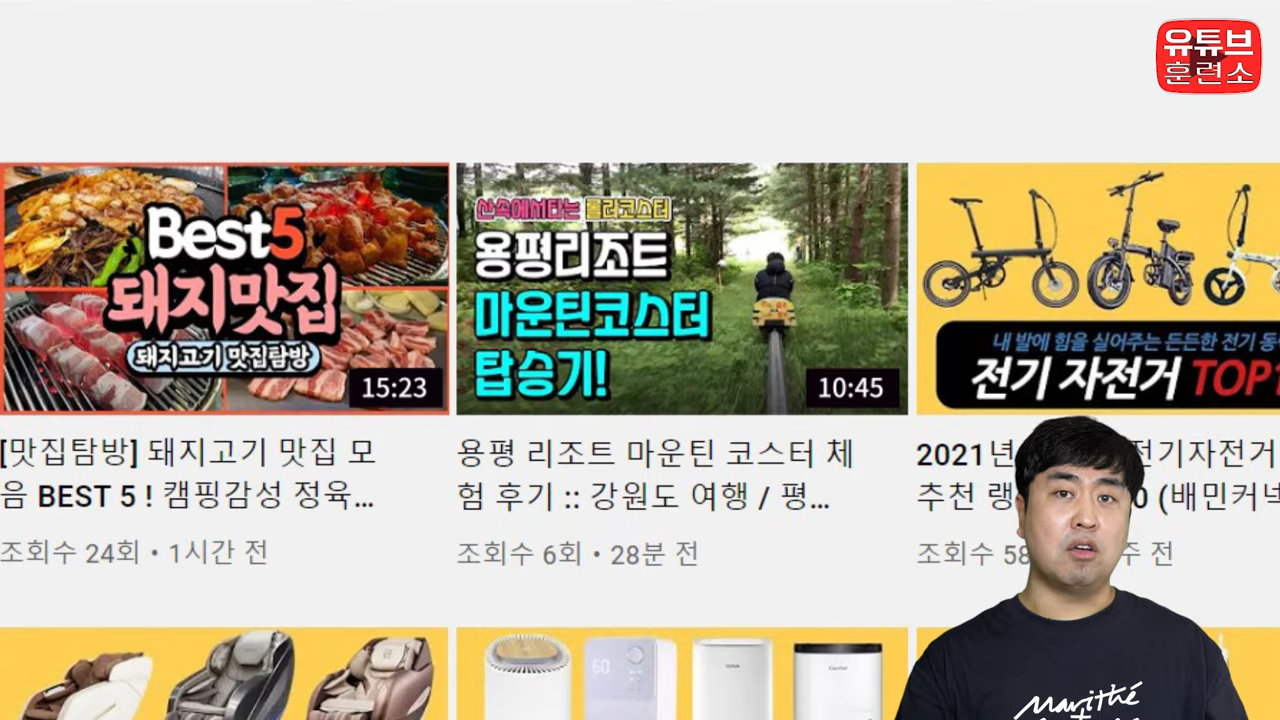 유튜브
훈련소
Best5
돼지맛집
돼지고기 맛집탐방
15:23
산속에서타는 롤러코스터
용평리조트
마운틴코스터
탑승기!
10:45
내 발에 힘을 실어주는 든든한 전기 동
전기 자전거 TOP1
[맛집탐방] 돼지고기 맛집 모
음 BEST 5 ! 캠핑감성 정육...
조회수 24회 • 1시간 전
용평 리조트 마운틴 코스터 체
험 후기 :: 강원도 여행 / 평...
조회수 6회 • 28분 전
2021년 전기자전거
추천 랭 0 (배민커넥
조회수 58 주 전
60
Marithé